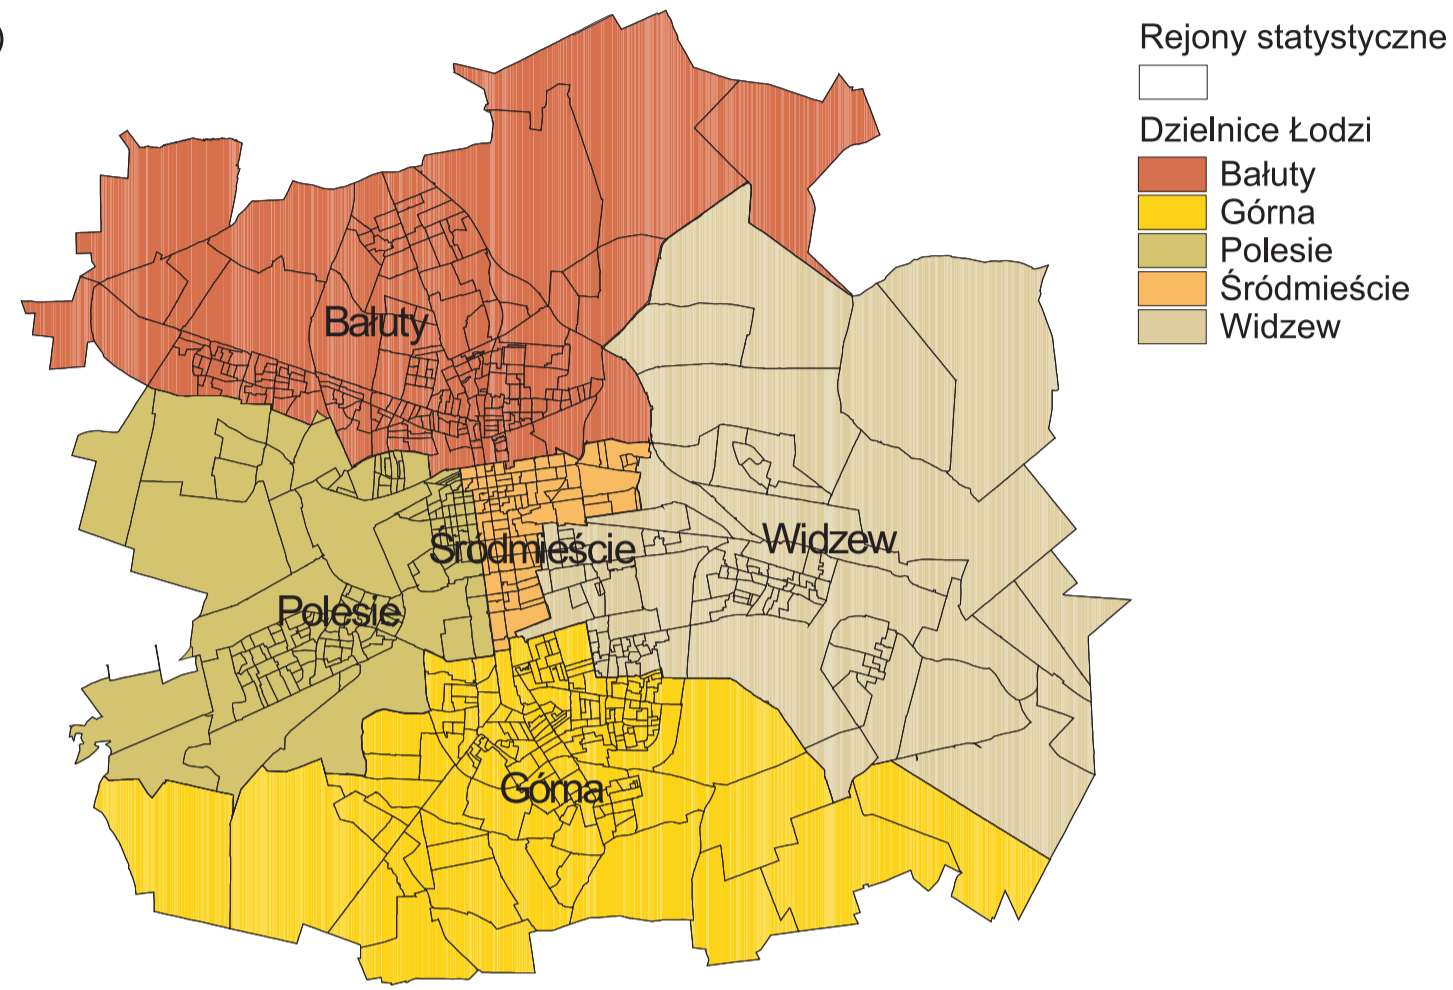 )
Rejony statystyczne
Dzielnice Łodzi
Bałuty
Górna
Polesie
Śródmieście
Widzew
Bałuty
Śródmieście
Widzew
Polesie
Górna